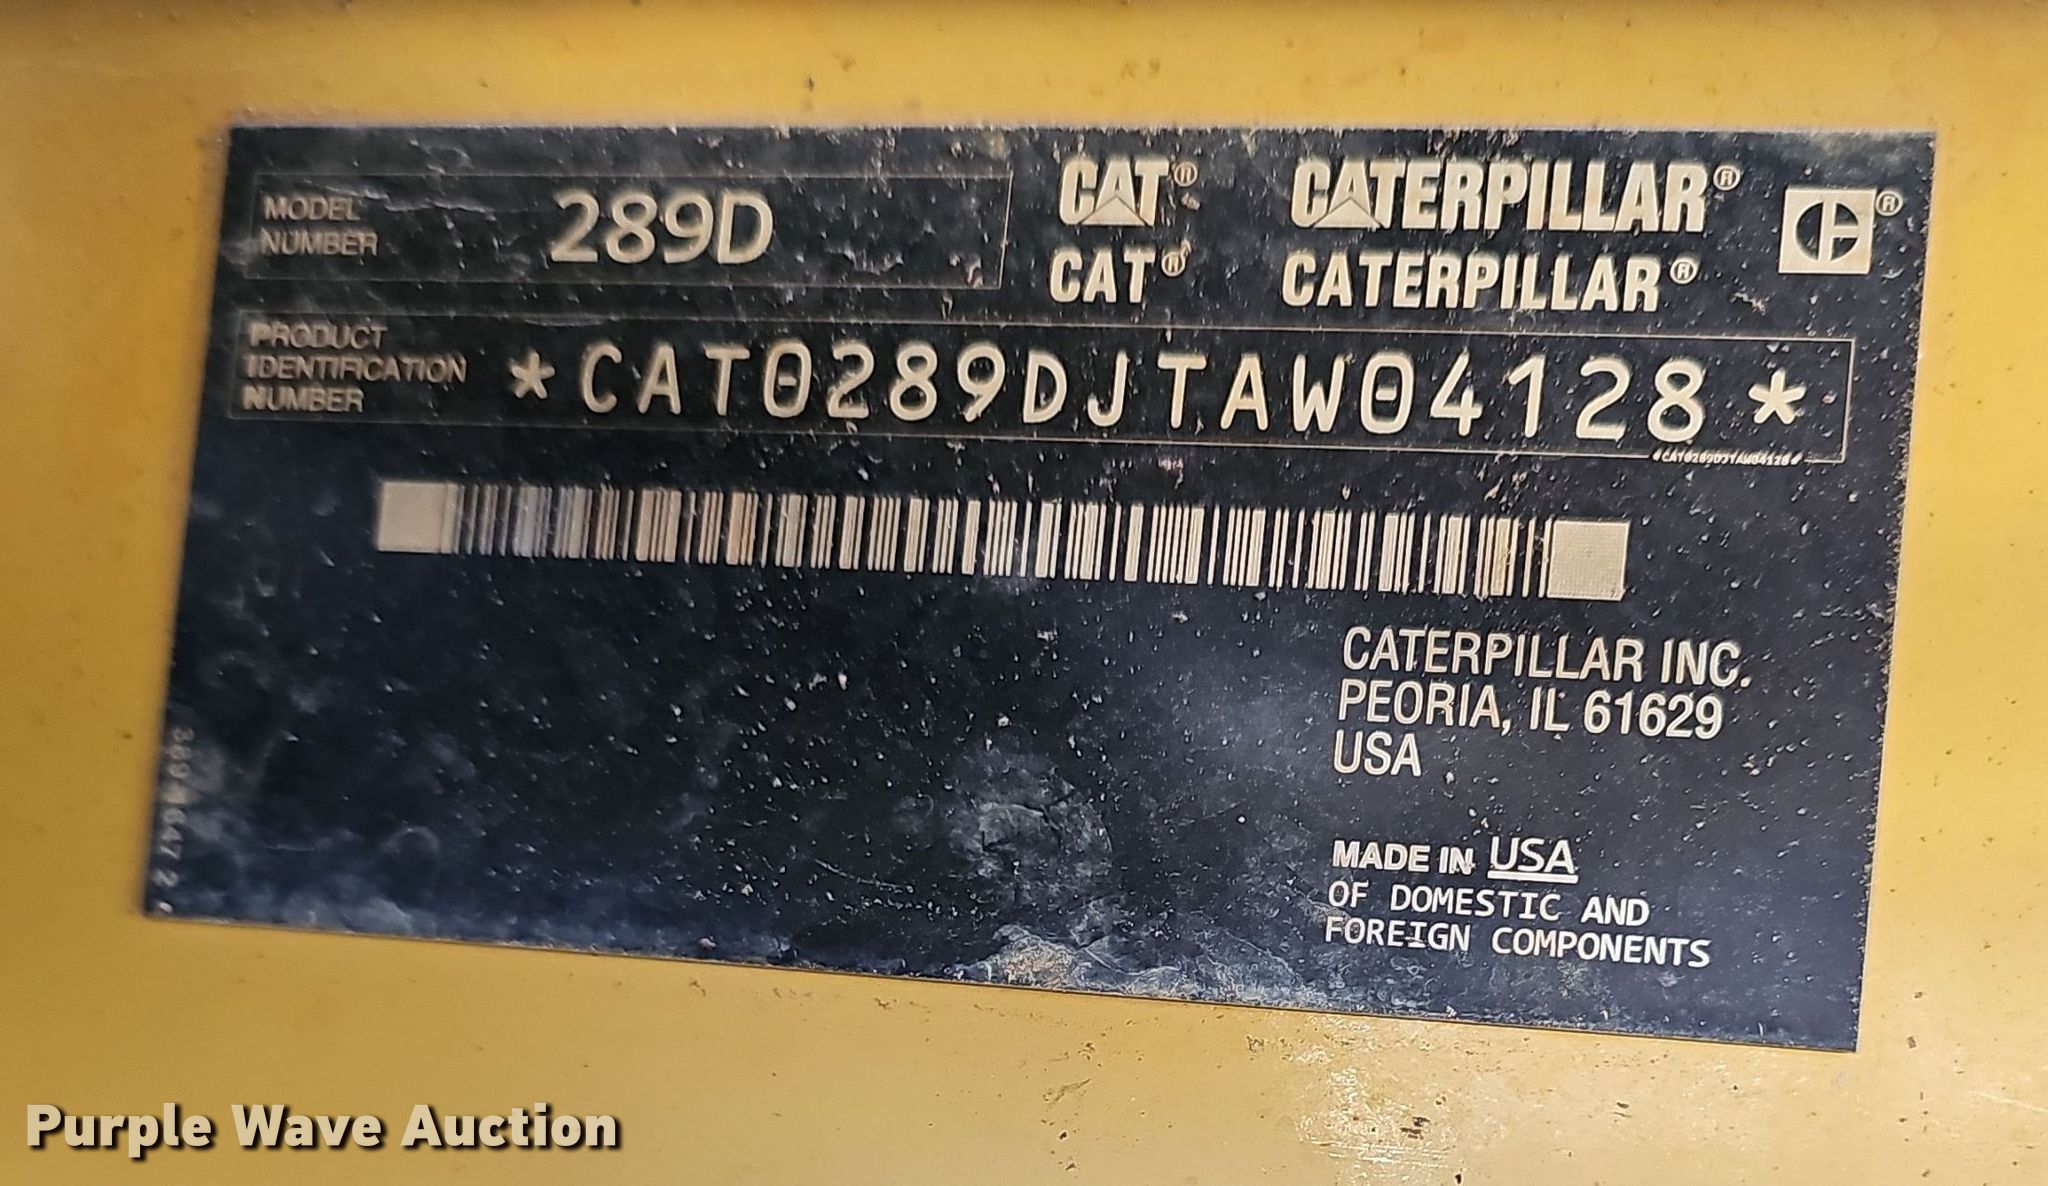 MODEL
NUMBER
289D
CAT® CATERPILLAR® ®
CAT® CATERPILLAR®
PRODUCT
IDENTIFICATION
NUMBER
*CAT0289DJTAW04128*
*CAT0289DJTAW04128*
CATERPILLAR INC.
PEORIA, IL 61629
USA
MADE IN USA
OF DOMESTIC AND
FOREIGN COMPONENTS
Purple Wave Auction